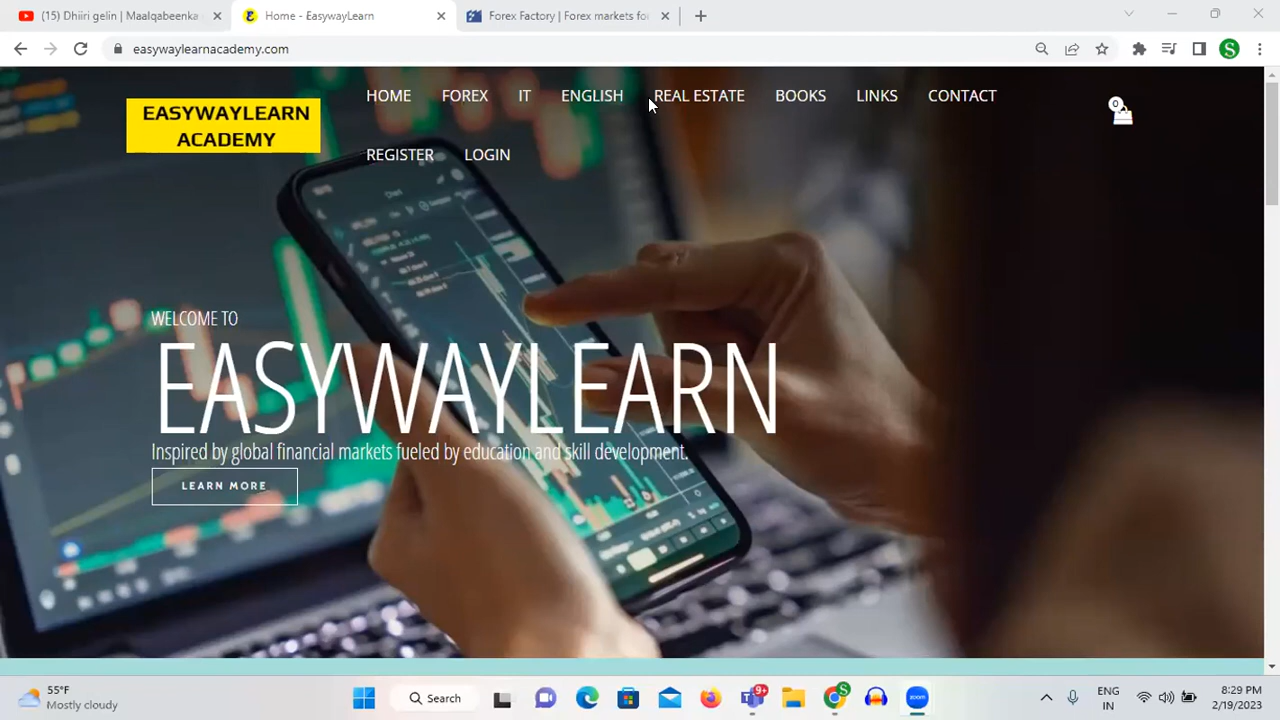 (15) Dhiiri gelin | Maalqabeenka
Home - EasywayLearn
Forex Factory | Forex markets fo
easywaylearnacademy.com
S
EASYWAYLEARN
ACADEMY
HOME FOREX IT ENGLISH REAL ESTATE BOOKS LINKS CONTACT
REGISTER LOGIN
0
WELCOME TO
EASYWAYLEARN
Inspired by global financial markets fueled by education and skill development.
LEARN MORE
55°F
Mostly cloudy
Search
9+
S
zoom
ENG
IN
8:29 PM
2/19/2023